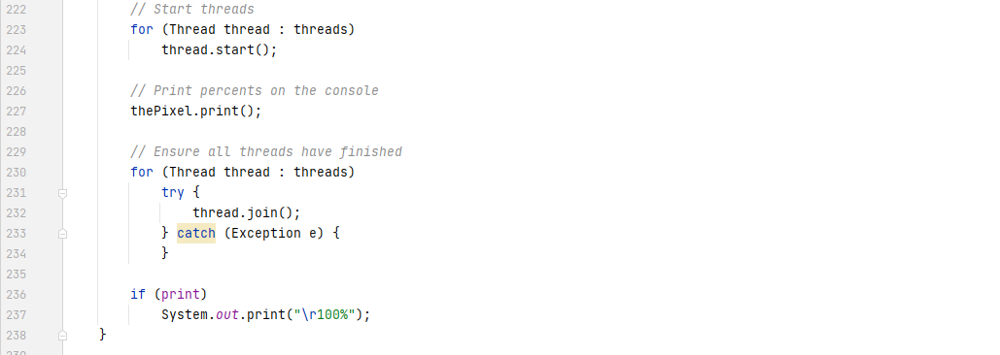 222 // Start threads
223 for (Thread thread : threads)
224 thread.start();
225
226 // Print percents on the console
227 thePixel.print();
228
229 // Ensure all threads have finished
230 for (Thread thread : threads)
231 try {
232 thread.join();
233 } catch (Exception e) {
234 }
235
236 if (print)
237 System.out.print("\r100%");
238 }
239